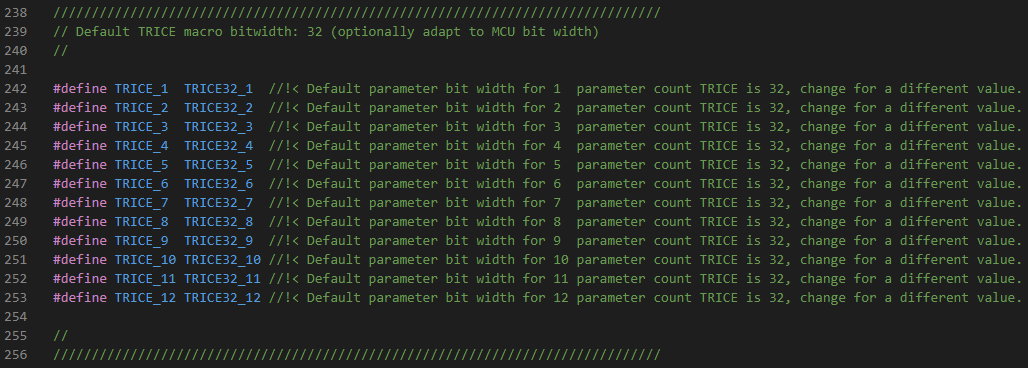 238 ///////////////////////////////////////////////////////////////////////////////
239 // Default TRICE macro bitwidth: 32 (optionally adapt to MCU bit width)
240 //
241
242 #define TRICE_1  TRICE32_1  //!< Default parameter bit width for 1  parameter count TRICE is 32, change for a different value.
243 #define TRICE_2  TRICE32_2  //!< Default parameter bit width for 2  parameter count TRICE is 32, change for a different value.
244 #define TRICE_3  TRICE32_3  //!< Default parameter bit width for 3  parameter count TRICE is 32, change for a different value.
245 #define TRICE_4  TRICE32_4  //!< Default parameter bit width for 4  parameter count TRICE is 32, change for a different value.
246 #define TRICE_5  TRICE32_5  //!< Default parameter bit width for 5  parameter count TRICE is 32, change for a different value.
247 #define TRICE_6  TRICE32_6  //!< Default parameter bit width for 6  parameter count TRICE is 32, change for a different value.
248 #define TRICE_7  TRICE32_7  //!< Default parameter bit width for 7  parameter count TRICE is 32, change for a different value.
249 #define TRICE_8  TRICE32_8  //!< Default parameter bit width for 8  parameter count TRICE is 32, change for a different value.
250 #define TRICE_9  TRICE32_9  //!< Default parameter bit width for 9  parameter count TRICE is 32, change for a different value.
251 #define TRICE_10 TRICE32_10 //!< Default parameter bit width for 10 parameter count TRICE is 32, change for a different value.
252 #define TRICE_11 TRICE32_11 //!< Default parameter bit width for 11 parameter count TRICE is 32, change for a different value.
253 #define TRICE_12 TRICE32_12 //!< Default parameter bit width for 12 parameter count TRICE is 32, change for a different value.
254
255 //
256 ///////////////////////////////////////////////////////////////////////////////